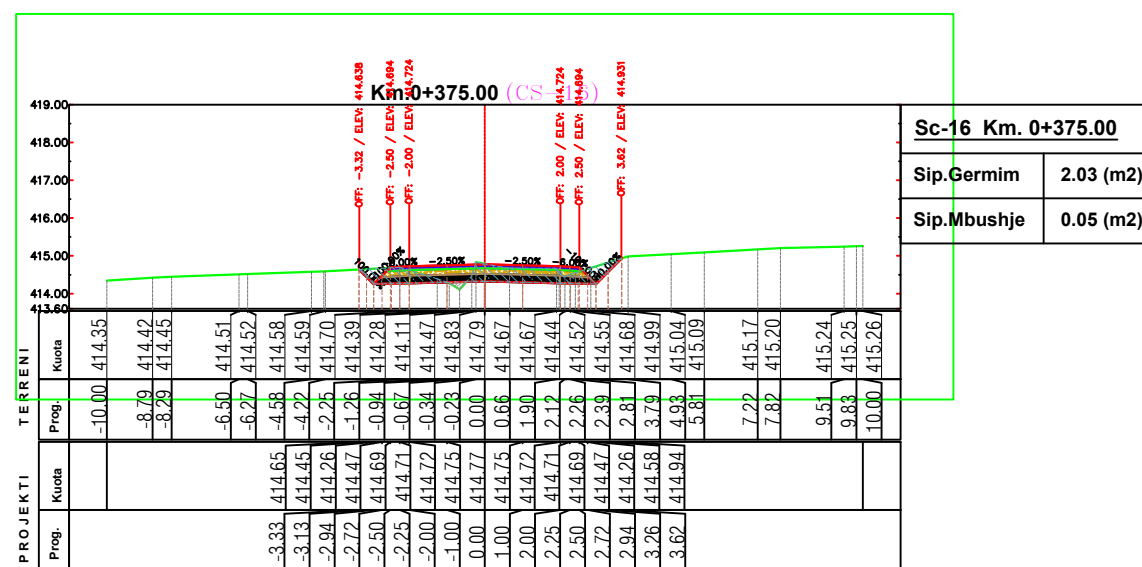 OFF: -3.32 / ELEV: 414.638
OFF: -2.50 / ELEV: 414.694
OFF: -2.00 / ELEV: 414.724
OFF: 2.00 / ELEV: 414.724
OFF: 2.50 / ELEV: 414.694
OFF: 3.62 / ELEV: 414.931
Km.0+375.00 (CS-16)
419.00
418.00
417.00
416.00
415.00
414.00
413.60
-2.50% -2.50%
Sc-16 Km. 0+375.00
Sip.Germim 2.03 (m2)
Sip.Mbushje 0.05 (m2)
TERRENI
Kuota 414.35 414.42 414.45 414.51 414.52 414.58 414.59 414.70 414.39 414.28 414.11 414.47 414.83 414.79 414.67 414.67 414.44 414.52 414.55 414.68 414.99 415.04 415.09 415.17 415.20 415.24 415.25 415.26
Prog. -10.00 -8.79 -8.29 -6.50 -6.27 -4.58 -4.22 -2.25 -1.26 -0.94 -0.67 -0.34 -0.23 0.00 0.66 1.90 2.12 2.26 2.39 2.81 3.79 4.93 5.81 7.22 7.82 9.51 9.83 10.00
PROJEKTI
Kuota 414.65 414.45 414.26 414.47 414.69 414.71 414.72 414.75 414.77 414.75 414.72 414.71 414.69 414.47 414.26 414.58 414.94
Prog. -3.33 -3.13 -2.94 -2.72 -2.50 -2.25 -2.00 -1.00 0.00 1.00 2.00 2.25 2.50 2.72 2.94 3.26 3.62